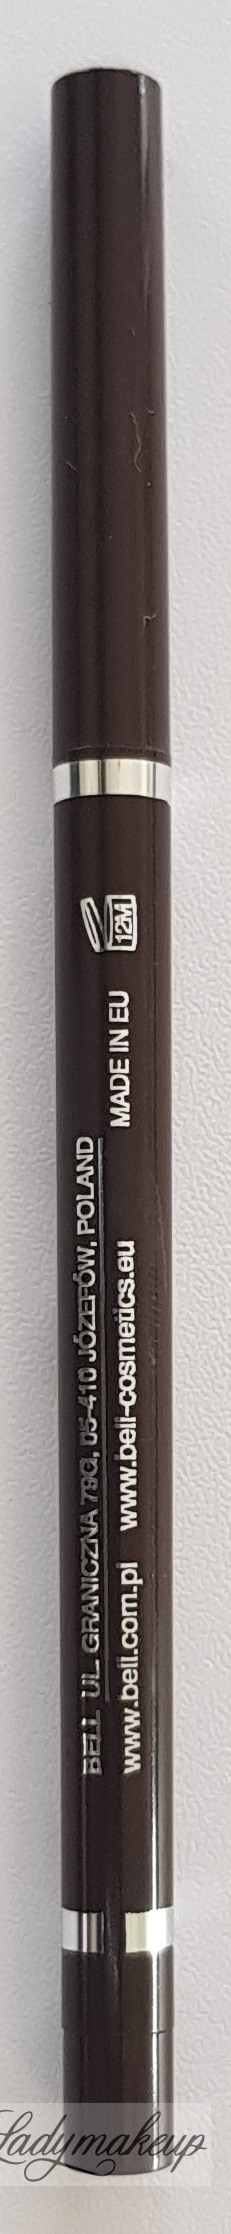 BELL UL. GRANICZNA 79G, 05-410 JÓZEFÓW, POLAND
www.bell.com.pl www.bell-cosmetics.eu MADE IN EU
12M
Ladymakeup